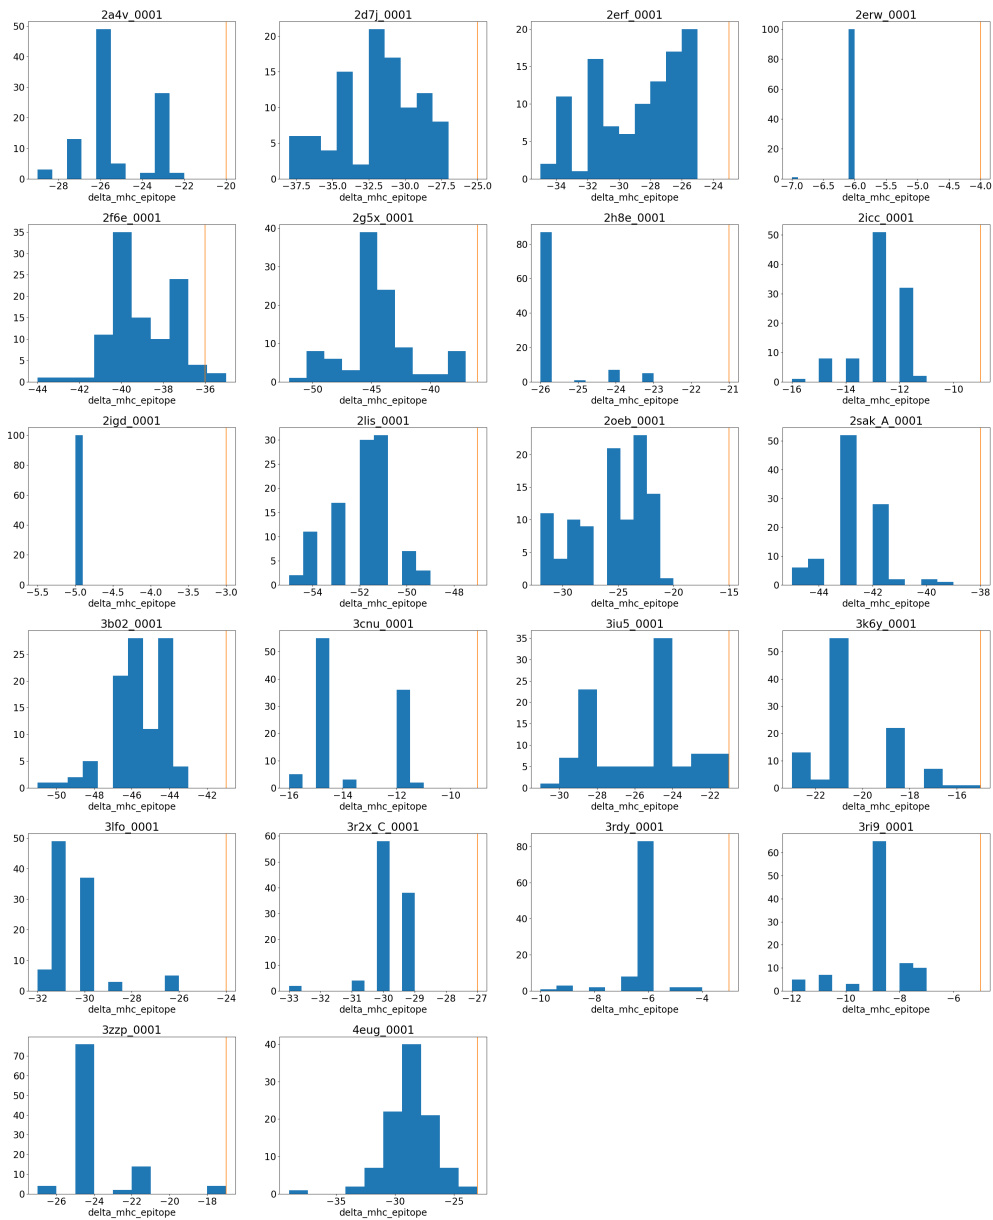 2a4v_0001
50
40
30
20
10
0
−28 −26 −24 −22 −20
delta_mhc_epitope
2d7j_0001
20
15
10
5
0
−37.5 −35.0 −32.5 −30.0 −27.5 −25.0
delta_mhc_epitope
2erf_0001
20
15
10
5
0
−34 −32 −30 −28 −26 −24
delta_mhc_epitope
2erw_0001
100
80
60
40
20
0
−7.0 −6.5 −6.0 −5.5 −5.0 −4.5 −4.0
delta_mhc_epitope
2f6e_0001
35
30
25
20
15
10
5
0
−44 −42 −40 −38 −36
delta_mhc_epitope
2g5x_0001
40
30
20
10
0
−50 −45 −40
delta_mhc_epitope
2h8e_0001
80
60
40
20
0
−26 −25 −24 −23 −22 −21
delta_mhc_epitope
2icc_0001
50
40
30
20
10
0
−16 −14 −12 −10
delta_mhc_epitope
2igd_0001
100
80
60
40
20
0
−5.5 −5.0 −4.5 −4.0 −3.5 −3.0
delta_mhc_epitope
2lis_0001
30
25
20
15
10
5
0
−54 −52 −50 −48
delta_mhc_epitope
2oeb_0001
20
15
10
5
0
−30 −25 −20 −15
delta_mhc_epitope
2sak_A_0001
50
40
30
20
10
0
−44 −42 −40 −38
delta_mhc_epitope
3b02_0001
25
20
15
10
5
0
−50 −48 −46 −44 −42
delta_mhc_epitope
3cnu_0001
50
40
30
20
10
0
−16 −14 −12 −10
delta_mhc_epitope
3iu5_0001
35
30
25
20
15
10
5
0
−30 −28 −26 −24 −22
delta_mhc_epitope
3k6y_0001
50
40
30
20
10
0
−22 −20 −18 −16
delta_mhc_epitope
3lfo_0001
50
40
30
20
10
0
−32 −30 −28 −26 −24
delta_mhc_epitope
3r2x_C_0001
60
50
40
30
20
10
0
−33 −32 −31 −30 −29 −28 −27
delta_mhc_epitope
3rdy_0001
80
60
40
20
0
−10 −8 −6 −4
delta_mhc_epitope
3ri9_0001
60
50
40
30
20
10
0
−12 −10 −8 −6
delta_mhc_epitope
3zzp_0001
70
60
50
40
30
20
10
0
−26 −24 −22 −20 −18
delta_mhc_epitope
4eug_0001
40
30
20
10
0
−35 −30 −25
delta_mhc_epitope